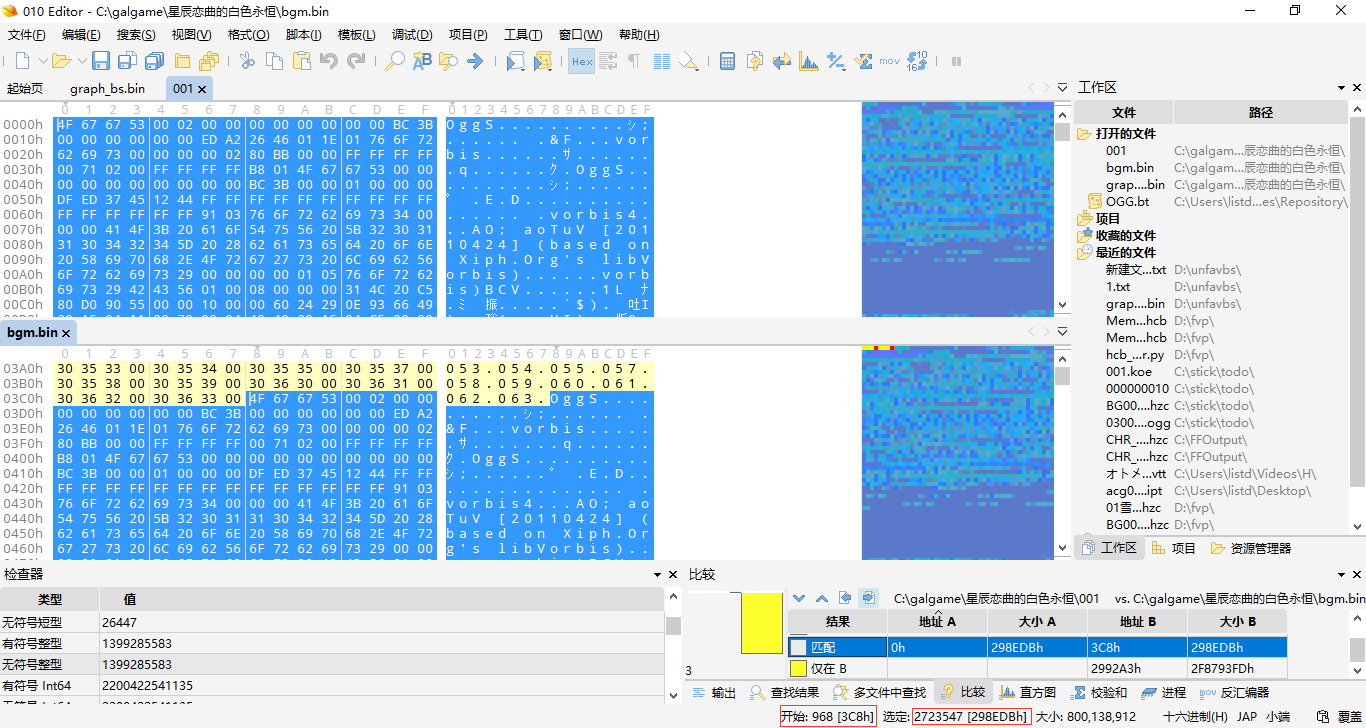 010 Editor - C:\galgame\星辰恋曲的白色永恒\bgm.bin
文件(F) 编辑(E) 搜索(S) 视图(V) 格式(O) 脚本(I) 模板(L) 调试(D) 项目(P) 工具(T) 窗口(W) 帮助(H)
起始页 graph_bs.bin 001
0 1 2 3 4 5 6 7 8 9 A B C D E F 0123456789ABCDEF
0000h 4F 67 67 53 00 02 00 00 00 00 00 00 00 00 BC 3B OggS..........シ;
0010h 00 00 00 00 00 00 ED A2 26 46 01 1E 01 76 6F 72 ........&F...vor
0020h 62 69 73 00 00 00 00 02 80 BB 00 00 FF FF FF FF bis......サ......
0030h 00 71 02 00 FF FF FF FF B8 01 4F 67 67 53 00 00 .q......ク.OggS..
0040h 00 00 00 00 00 00 00 00 BC 3B 00 00 01 00 00 00 ........シ;......
0050h DF ED 37 45 12 44 FF FF FF FF FF FF FF FF FF FF
0060h FF FF FF FF FF FF 91 03 76 6F 72 62 69 73 34 00 ........vorbis4.
0070h 00 00 41 4F 3B 20 61 6F 54 75 56 20 5B 32 30 31 ..AO; aoTuV [201
0080h 31 30 34 32 34 5D 20 28 62 61 73 65 64 20 6F 6E 10424] (based on
0090h 20 58 69 70 68 2E 4F 72 67 27 73 20 6C 69 62 56 Xiph.Org's libV
00A0h 6F 72 62 69 73 29 00 00 00 00 01 05 76 6F 72 62 orbis)......vorb
00B0h 69 73 29 42 43 56 01 00 08 00 00 00 31 4C 20 C5 is)BCV......1L ナ
00C0h 80 D0 90 55 00 00 10 00 00 60 24 29 0E 93 66 49 .ミ振.....`$).吐I
bgm.bin
0 1 2 3 4 5 6 7 8 9 A B C D E F 0123456789ABCDEF
03A0h 30 35 33 00 30 35 34 00 30 35 35 00 30 35 37 00 053.054.055.057.
03B0h 30 35 38 00 30 35 39 00 30 36 30 00 30 36 31 00 058.059.060.061.
03C0h 30 36 32 00 30 36 33 00 4F 67 67 53 00 02 00 00 062.063.OggS....
03D0h 00 00 00 00 00 00 BC 3B 00 00 00 00 00 00 ED A2 ......シ;........
03E0h 26 46 01 1E 01 76 6F 72 62 69 73 00 00 00 00 02 &F...vorbis.....
03F0h 80 BB 00 00 FF FF FF FF 00 71 02 00 FF FF FF FF .サ.......q......
0400h B8 01 4F 67 67 53 00 00 00 00 00 00 00 00 00 00 ク.OggS..........
0410h BC 3B 00 00 01 00 00 00 DF ED 37 45 12 44 FF FF
0420h FF FF FF FF FF FF FF FF FF FF FF FF FF FF 91 03 ................
0430h 76 6F 72 62 69 73 34 00 00 00 41 4F 3B 20 61 6F vorbis4...AO; ao
0440h 54 75 56 20 5B 32 30 31 31 30 34 32 34 5D 20 28 TuV [20110424] (
0450h 62 61 73 65 64 20 6F 6E 20 58 69 70 68 2E 4F 72 based on Xiph.Or
0460h 67 27 73 20 6C 69 62 56 6F 72 62 69 73 29 00 00 g's libVorbis)..
工作区
文件 路径
打开的文件
001 C:\galgam...辰恋曲的白色永恒\
bgm.bin C:\galgam...辰恋曲的白色永恒\
grap....bin C:\galgam...辰恋曲的白色永恒\
OGG.bt C:\Users\listd...es\Repository\
项目
收藏的文件
最近的文件
新建文...txt D:\unfavbs\
1.txt D:\unfavbs\
grap....bin D:\unfavbs\
Mem...hcb D:\fvp\
Mem...hcb D:\fvp\
hcb_...r.py D:\fvp\
001.koe C:\stick\todo\
000000010 C:\stick\todo\
BG00...hzc C:\stick\todo\
0300....ogg C:\stick\todo\
CHR_....hzc C:\FFOutput\
CHR_....hzc C:\FFOutput\
オトメ...vtt C:\Users\listd\Videos\H\
acg0....ipt C:\Users\listd\Desktop\
01雪...hzc D:\fvp\
BG00...hzc D:\fvp\
工作区 项目 资源管理器
检查器
类型 值
无符号短型 26447
有符号整型 1399285583
无符号整型 1399285583
有符号 Int64 2200422541135
比较
C:\galgame\星辰恋曲的白色永恒\001 vs. C:\galgame\星辰恋曲的白色永恒\bgm.bin
结果 地址 A 大小 A 地址 B 大小 B
匹配 0h 298EDBh 3C8h 298EDBh
仅在 B 2992A3h 2F8793FDh
3
输出 查找结果 多文件中查找 比较 直方图 校验和 进程 反汇编器
开始: 968 [3C8h] 选定: 2723547 [298EDBh] 大小: 800,138,912 十六进制(H) JAP 小端 覆盖